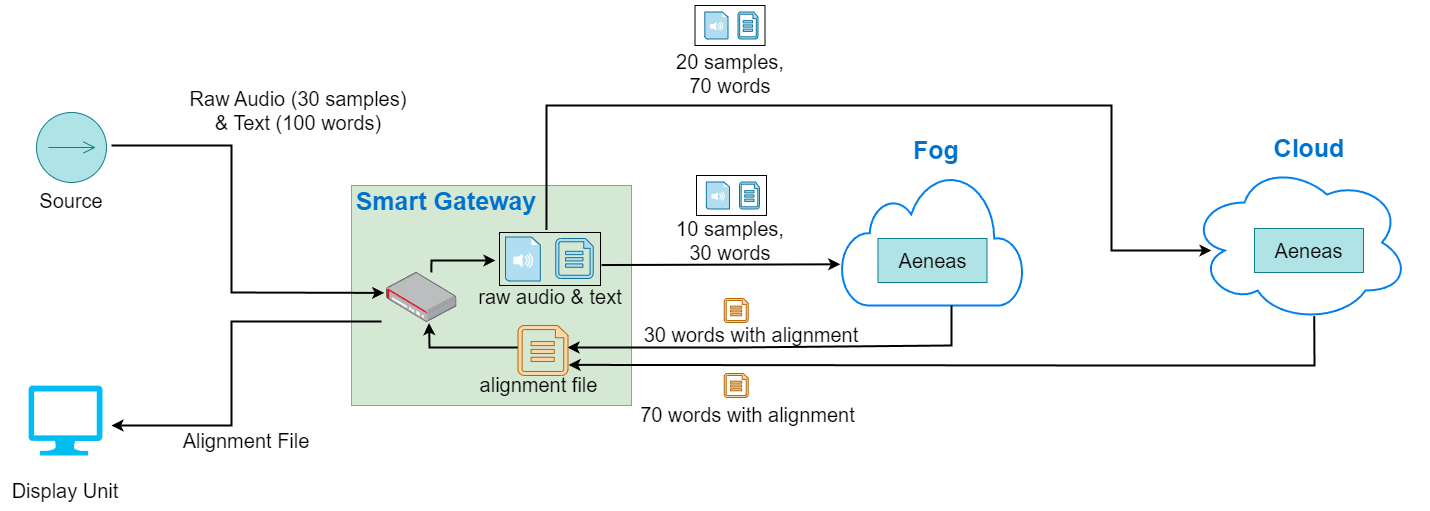 20 samples,
70 words
Raw Audio (30 samples)
& Text (100 words)
Source
Fog
Cloud
Smart Gateway
10 samples,
30 words
Aeneas
Aeneas
raw audio & text
30 words with alignment
alignment file
70 words with alignment
Alignment File
Display Unit